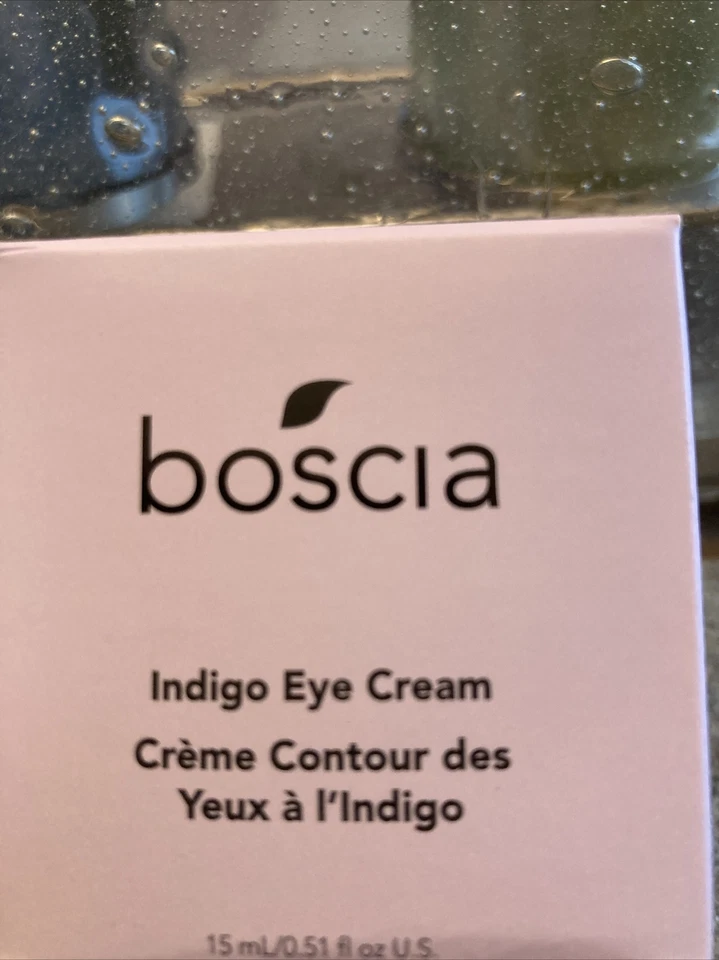 boscia
Indigo Eye Cream
Crème Contour des
Yeux à l'Indigo
15 mL/0.51 fl oz U.S.